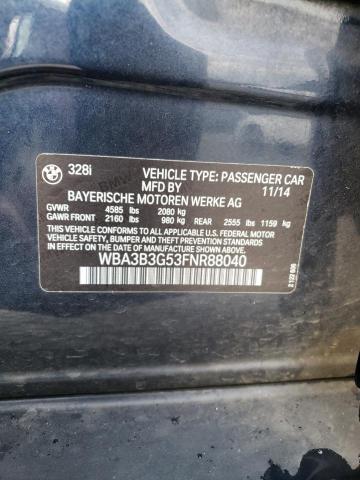 328i VEHICLE TYPE: PASSENGER CAR
MFD BY 11/14
BAYERISCHE MOTOREN WERKE AG
GVWR 4585 lbs 2080 kg
GAWR FRONT 2160 lbs 980 kg REAR 2555 lbs 1159 kg
THIS VEHICLE CONFORMS TO ALL APPLICABLE U.S.
FEDERAL MOTOR VEHICLE SAFETY, BUMPER, AND
THEFT PREVENTION STANDARDS IN EFFECT ON THE
DATE OF MANUFACTURE SHOWN ABOVE.
WBA3B3G53FNR88040